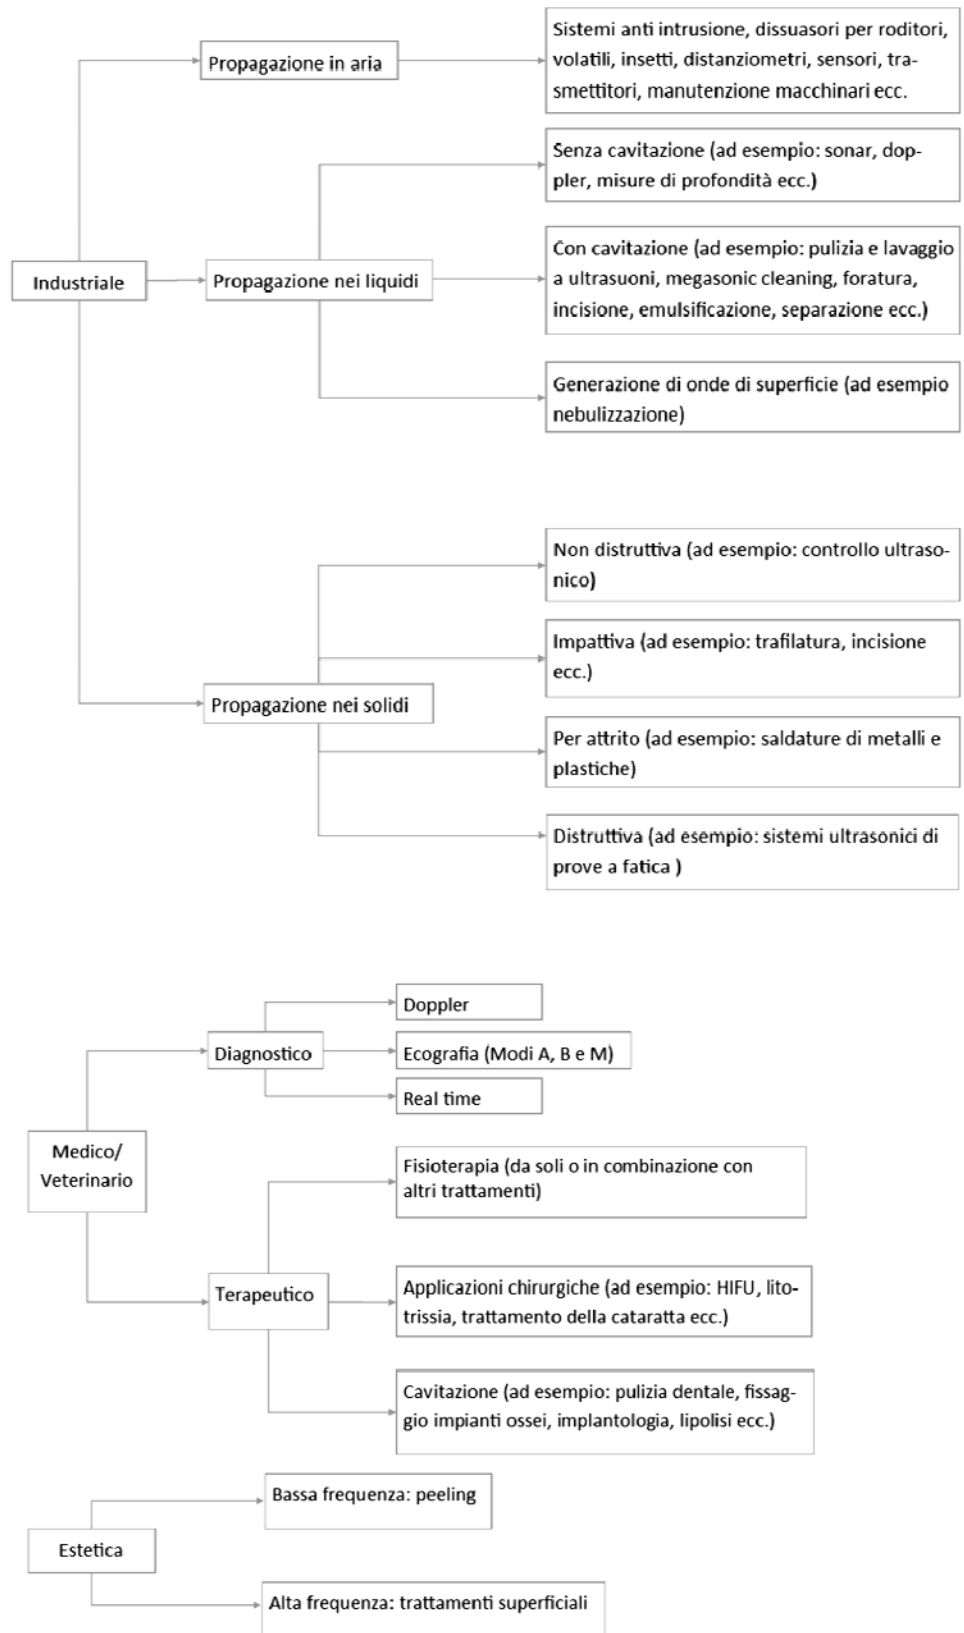 Sistemi anti intrusione, dissuasori per roditori,
volatili, insetti, distanziometri, sensori, tra-
smettitori, manutenzione macchinari ecc.
Propagazione in aria
Senza cavitazione (ad esempio: sonar, dop-
pler, misure di profondità ecc.)
Industriale
Propagazione nei liquidi
Con cavitazione (ad esempio: pulizia e lavaggio
a ultrasuoni, megasonic cleaning, foratura,
incisione, emulsificazione, separazione ecc.)
Generazione di onde di superficie (ad esempio
nebulizzazione)
Non distruttiva (ad esempio: controllo ultraso-
nico)
Impattiva (ad esempio: trafilatura, incisione
ecc.)
Propagazione nei solidi
Per attrito (ad esempio: saldature di metalli e
plastiche)
Distruttiva (ad esempio: sistemi ultrasonici di
prove a fatica )
Doppler
Diagnostico
Ecografia (Modi A, B e M)
Real time
Medico/
Veterinario
Fisioterapia (da soli o in combinazione con
altri trattamenti)
Terapeutico
Applicazioni chirurgiche (ad esempio: HIFU, lito-
trissia, trattamento della cataratta ecc.)
Cavitazione (ad esempio: pulizia dentale, fissag-
gio impianti ossei, implantologia, lipolisi ecc.)
Bassa frequenza: peeling
Estetica
Alta frequenza: trattamenti superficiali